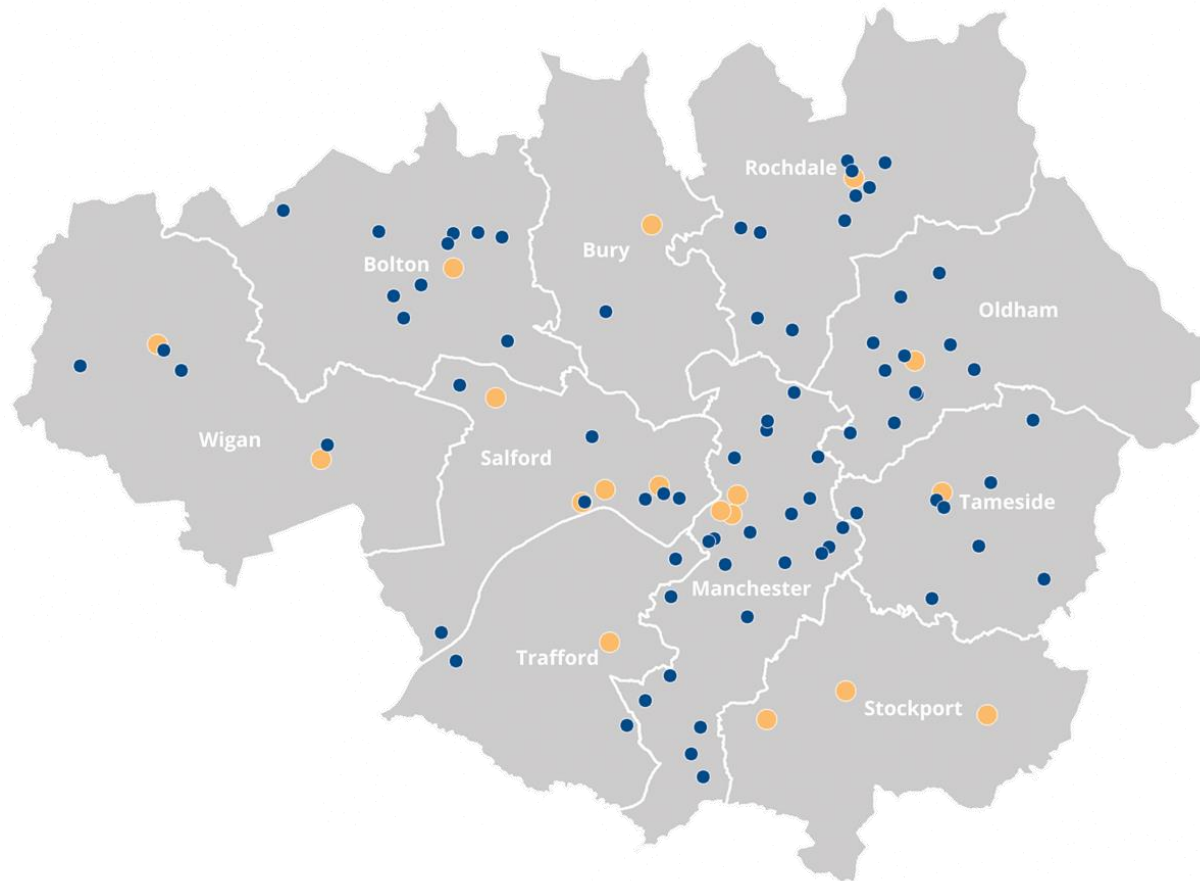 Rochdale
Bury
Bolton
Oldham
Wigan
Salford
Tameside
Manchester
Trafford
Stockport